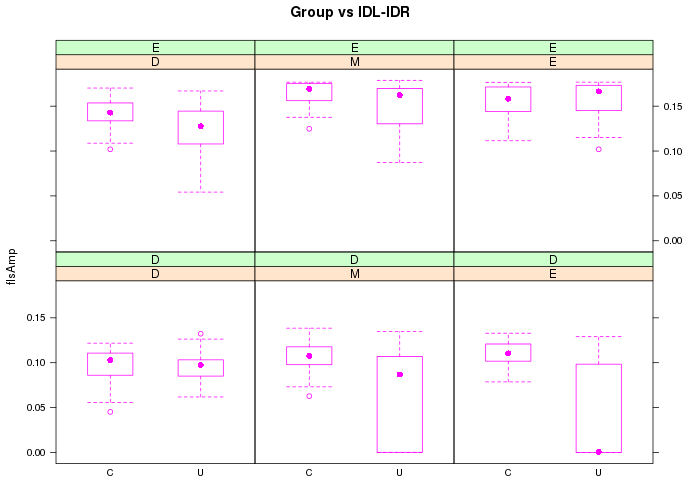 Group vs IDL-IDR
E E E
D M E
0.15
0.10
0.05
0.00
flsAmp
D D D
D M E
0.15
0.10
0.05
0.00
C U C U C U